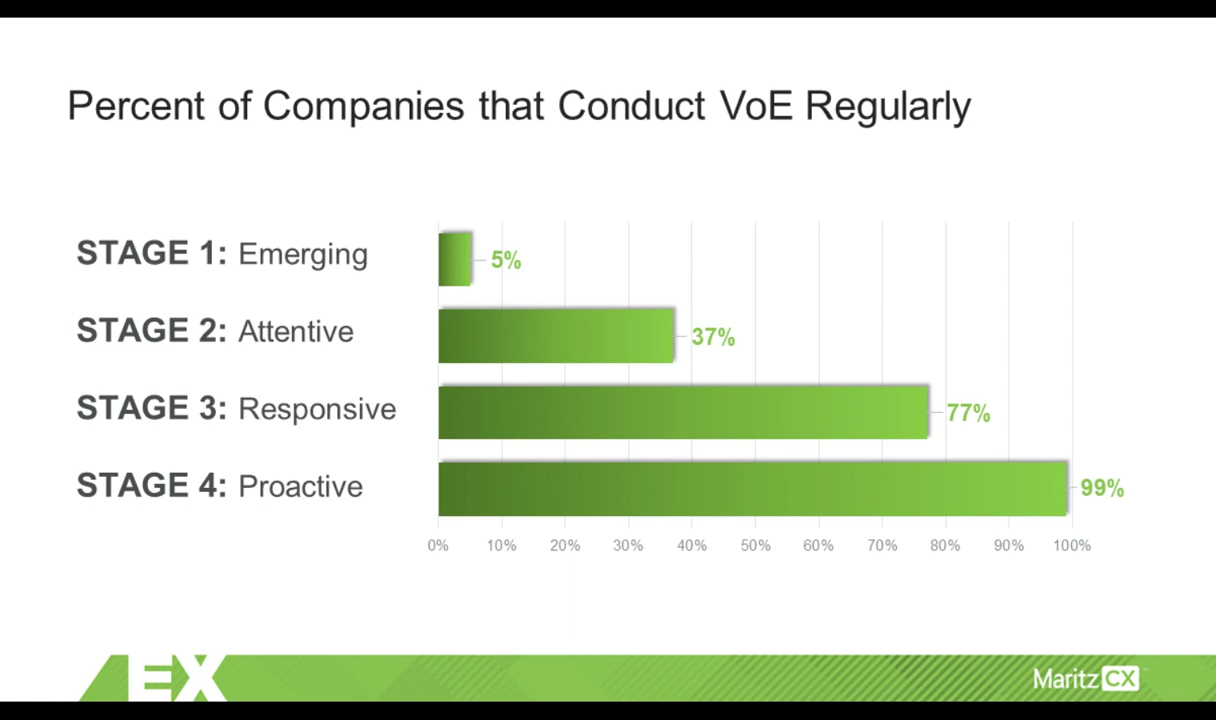 Percent of Companies that Conduct VoE Regularly
STAGE 1: Emerging
5%
STAGE 2: Attentive
37%
STAGE 3: Responsive
77%
STAGE 4: Proactive
99%
0% 10% 20% 30% 40% 50% 60% 70% 80% 90% 100%
EX
MaritzCX